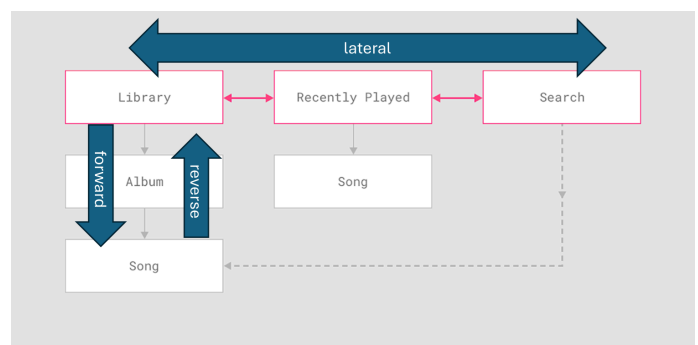 lateral
Library
Recently Played
Search
forward
Album
reverse
Song
Song